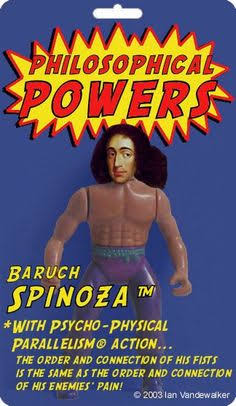 PHILOSOPHICAL
POWERS
BARUCH
SPINOZA ™
*WITH PSYCHO-PHYSICAL
PARALLELISM® ACTION...
THE ORDER AND CONNECTION OF HIS FISTS
IS THE SAME AS THE ORDER AND CONNECTION
OF HIS ENEMIES' PAIN!
© 2003 Ian Vandewalker